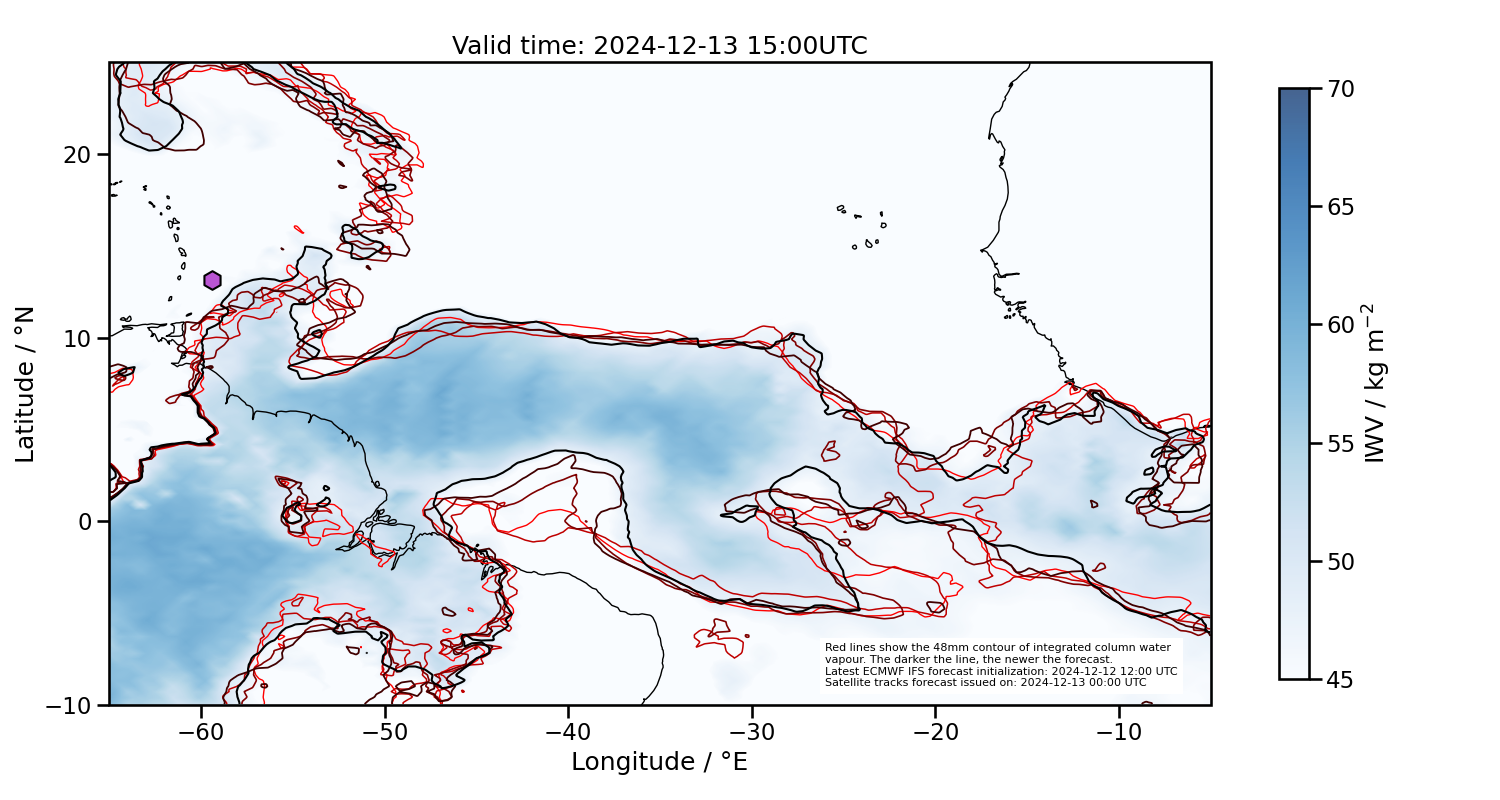 Valid time: 2024-12-13 15:00UTC
Latitude / °N
20
10
0
−10
−60
−50
−40
−30
−20
−10
Longitude / °E
Red lines show the 48mm contour of integrated column water
vapour. The darker the line, the newer the forecast.
Latest ECMWF IFS forecast initialization: 2024-12-12 12:00 UTC
Satellite tracks forecast issued on: 2024-12-13 00:00 UTC
70
65
60
55
50
45
IWV / kg m⁻²